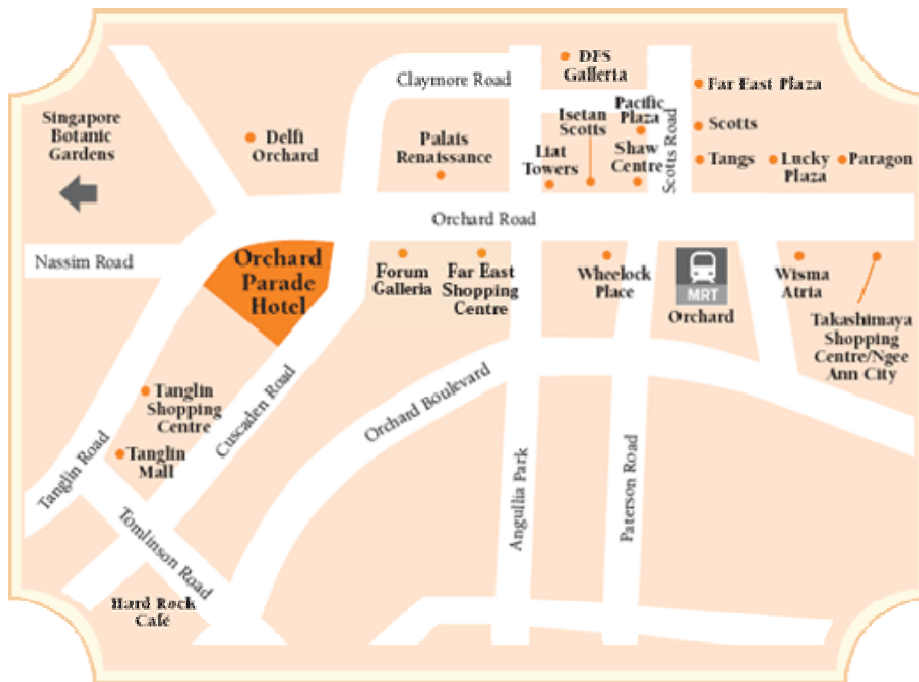 DFS
Galleria
Claymore Road
Far East Plaza
Pacific
Plaza
Isetan
Scotts
Scotts
Singapore
Botanic
Gardens
Delfi
Orchard
Palais
Renaissance
Liat
Towers
Shaw
Centre
Scotts Road
Tangs
Lucky
Plaza
Paragon
Orchard Road
Nassim Road
Orchard
Parade
Hotel
Forum
Galleria
Far East
Shopping
Centre
Wheelock
Place
MRT
Orchard
Wisma
Atria
Takashimaya
Shopping
Centre/Ngee
Ann City
Tanglin
Shopping
Centre
Cuscaden Road
Orchard Boulevard
Tanglin Road
Tanglin
Mall
Angullia Park
Paterson Road
Tomlinson Road
Hard Rock
Café